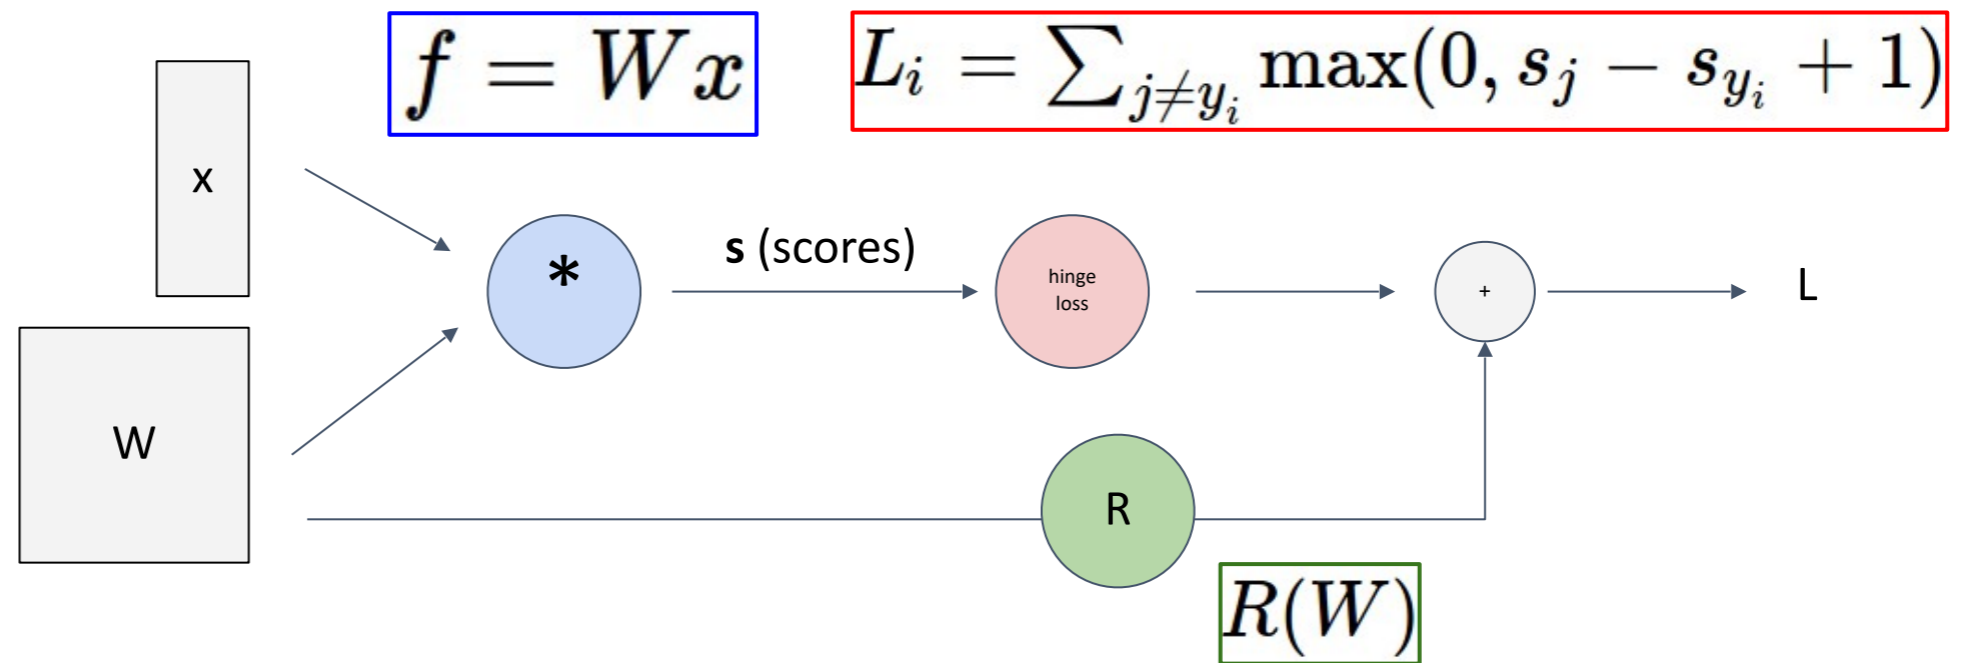 f = Wx
L_i = ∑_{j≠y_i} max(0, s_j − s_{y_i} + 1)
x
*
s (scores)
hinge
loss
+
L
W
R
R(W)